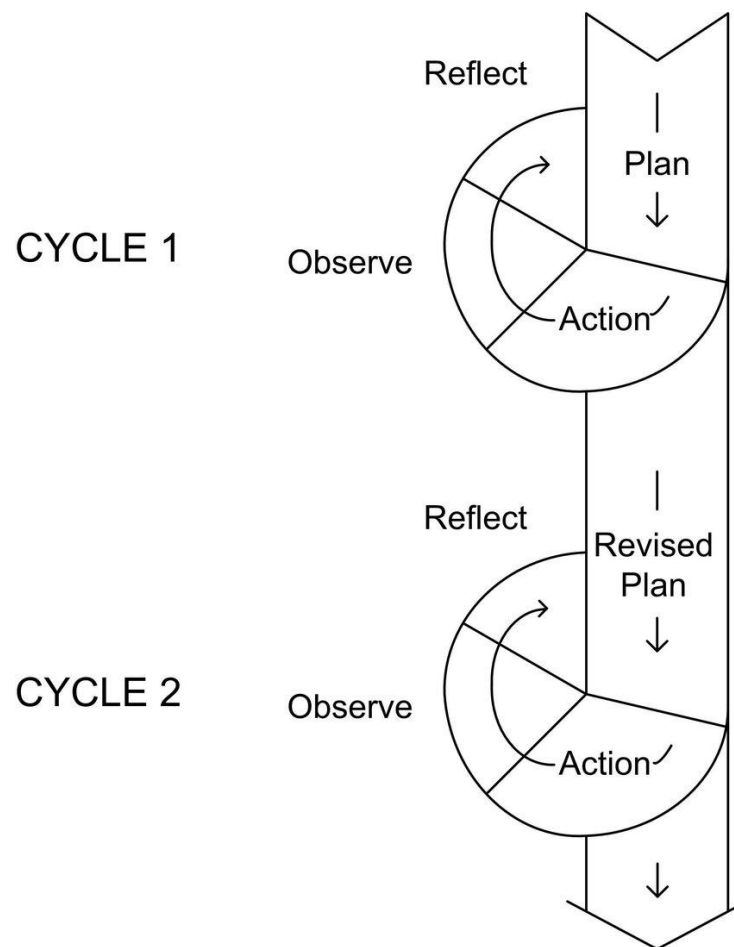 Reflect
Plan
CYCLE 1
Observe
Action
Reflect
Revised
Plan
CYCLE 2
Observe
Action